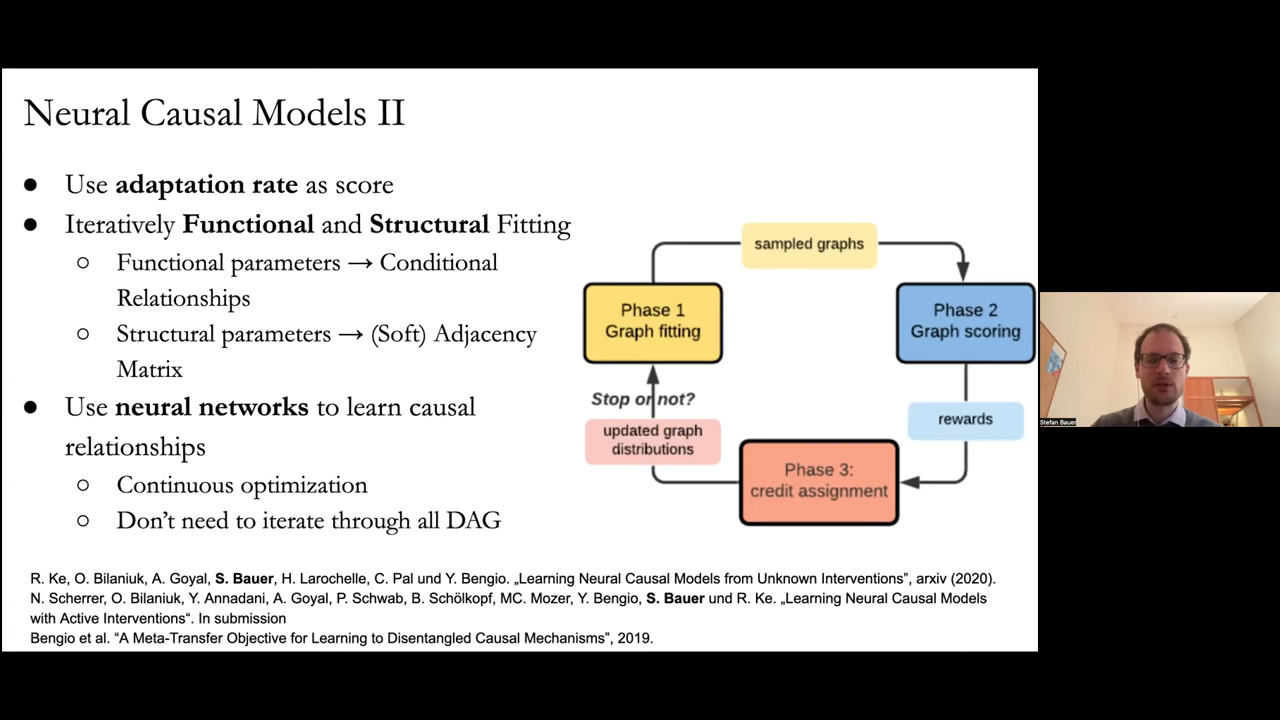 Neural Causal Models II
● Use adaptation rate as score
● Iteratively Functional and Structural Fitting
○ Functional parameters → Conditional
Relationships
○ Structural parameters → (Soft) Adjacency
Matrix
● Use neural networks to learn causal
relationships
○ Continuous optimization
○ Don't need to iterate through all DAG
sampled graphs
Phase 1
Graph fitting
Phase 2
Graph scoring
Stop or not?
updated graph
distributions
rewards
Phase 3:
credit assignment
Stefan Bauer
R. Ke, O. Bilaniuk, A. Goyal, S. Bauer, H. Larochelle, C. Pal und Y. Bengio. „Learning Neural Causal Models from Unknown Interventions”, arxiv (2020).
N. Scherrer, O. Bilaniuk, Y. Annadani, A. Goyal, P. Schwab, B. Schölkopf, MC. Mozer, Y. Bengio, S. Bauer und R. Ke. „Learning Neural Causal Models
with Active Interventions“. In submission
Bengio et al. “A Meta-Transfer Objective for Learning to Disentangled Causal Mechanisms”, 2019.